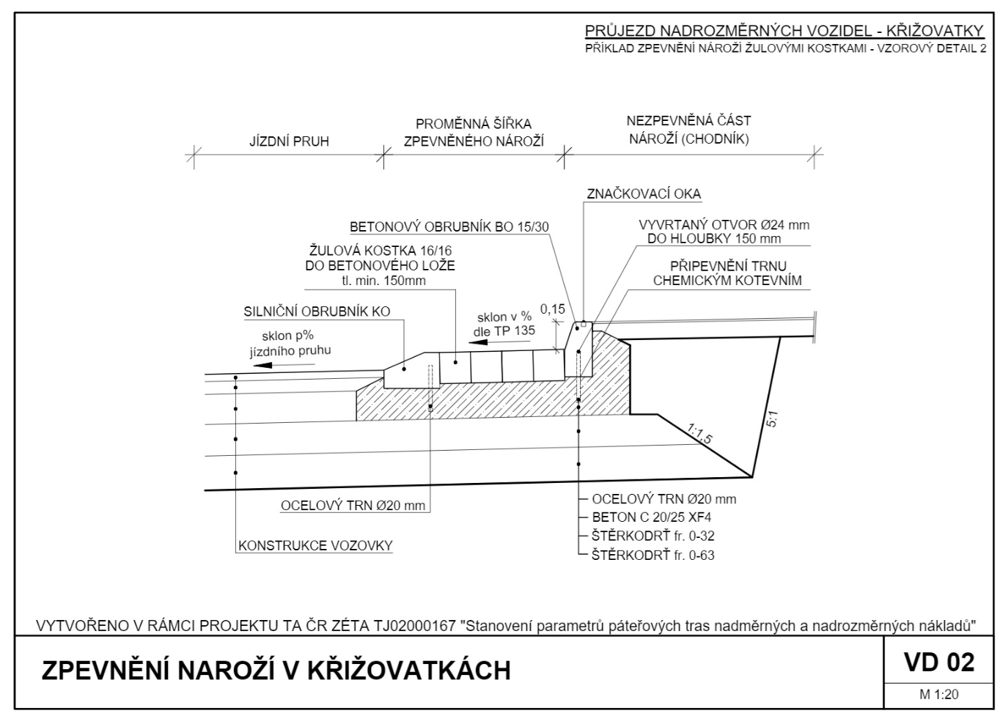 PRŮJEZD NADROZMĚRNÝCH VOZIDEL - KŘIŽOVATKY
PŘÍKLAD ZPEVNĚNÍ NÁROŽÍ ŽULOVÝMI KOSTKAMI - VZOROVÝ DETAIL 2
JÍZDNÍ PRUH
PROMĚNNÁ ŠÍŘKA
ZPEVNĚNÉHO NÁROŽÍ
NEZPEVNĚNÁ ČÁST
NÁROŽÍ (CHODNÍK)
ZNAČKOVACÍ OKA
BETONOVÝ OBRUBNÍK BO 15/30
VYVRTANÝ OTVOR Ø24 mm
DO HLOUBKY 150 mm
ŽULOVÁ KOSTKA 16/16
DO BETONOVÉHO LOŽE
tl. min. 150mm
PŘIPEVNĚNÍ TRNU
CHEMICKÝM KOTEVNÍM
SILNIČNÍ OBRUBNÍK KO
sklon v %
dle TP 135
0,15
sklon p%
jízdního pruhu
1:1,5
5:1
OCELOVÝ TRN Ø20 mm
KONSTRUKCE VOZOVKY
OCELOVÝ TRN Ø20 mm
BETON C 20/25 XF4
ŠTĚRKODRŤ fr. 0-32
ŠTĚRKODRŤ fr. 0-63
VYTVOŘENO V RÁMCI PROJEKTU TA ČR ZÉTA TJ02000167 "Stanovení parametrů páteřových tras nadměrných a nadrozměrných nákladů"
ZPEVNĚNÍ NAROŽÍ V KŘIŽOVATKÁCH
VD 02
M 1:20